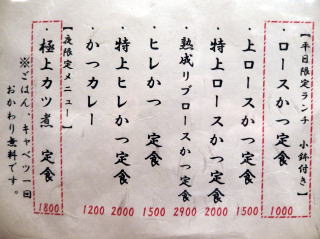 【平日限定ランチ 小鉢付き】
・ロースかつ定食 1000
・上ロースかつ定食 1500
・特上ロースかつ定食 2000
・熟成リブロースかつ定食 2900
・特上ヒレかつ定食 2000
・ヒレかつ 定食 1500
・かつカレー 1200
【夜限定メニュー】
・極上カツ煮 定食 1800
※ごはん、キャベツ一回
おかわり無料です。